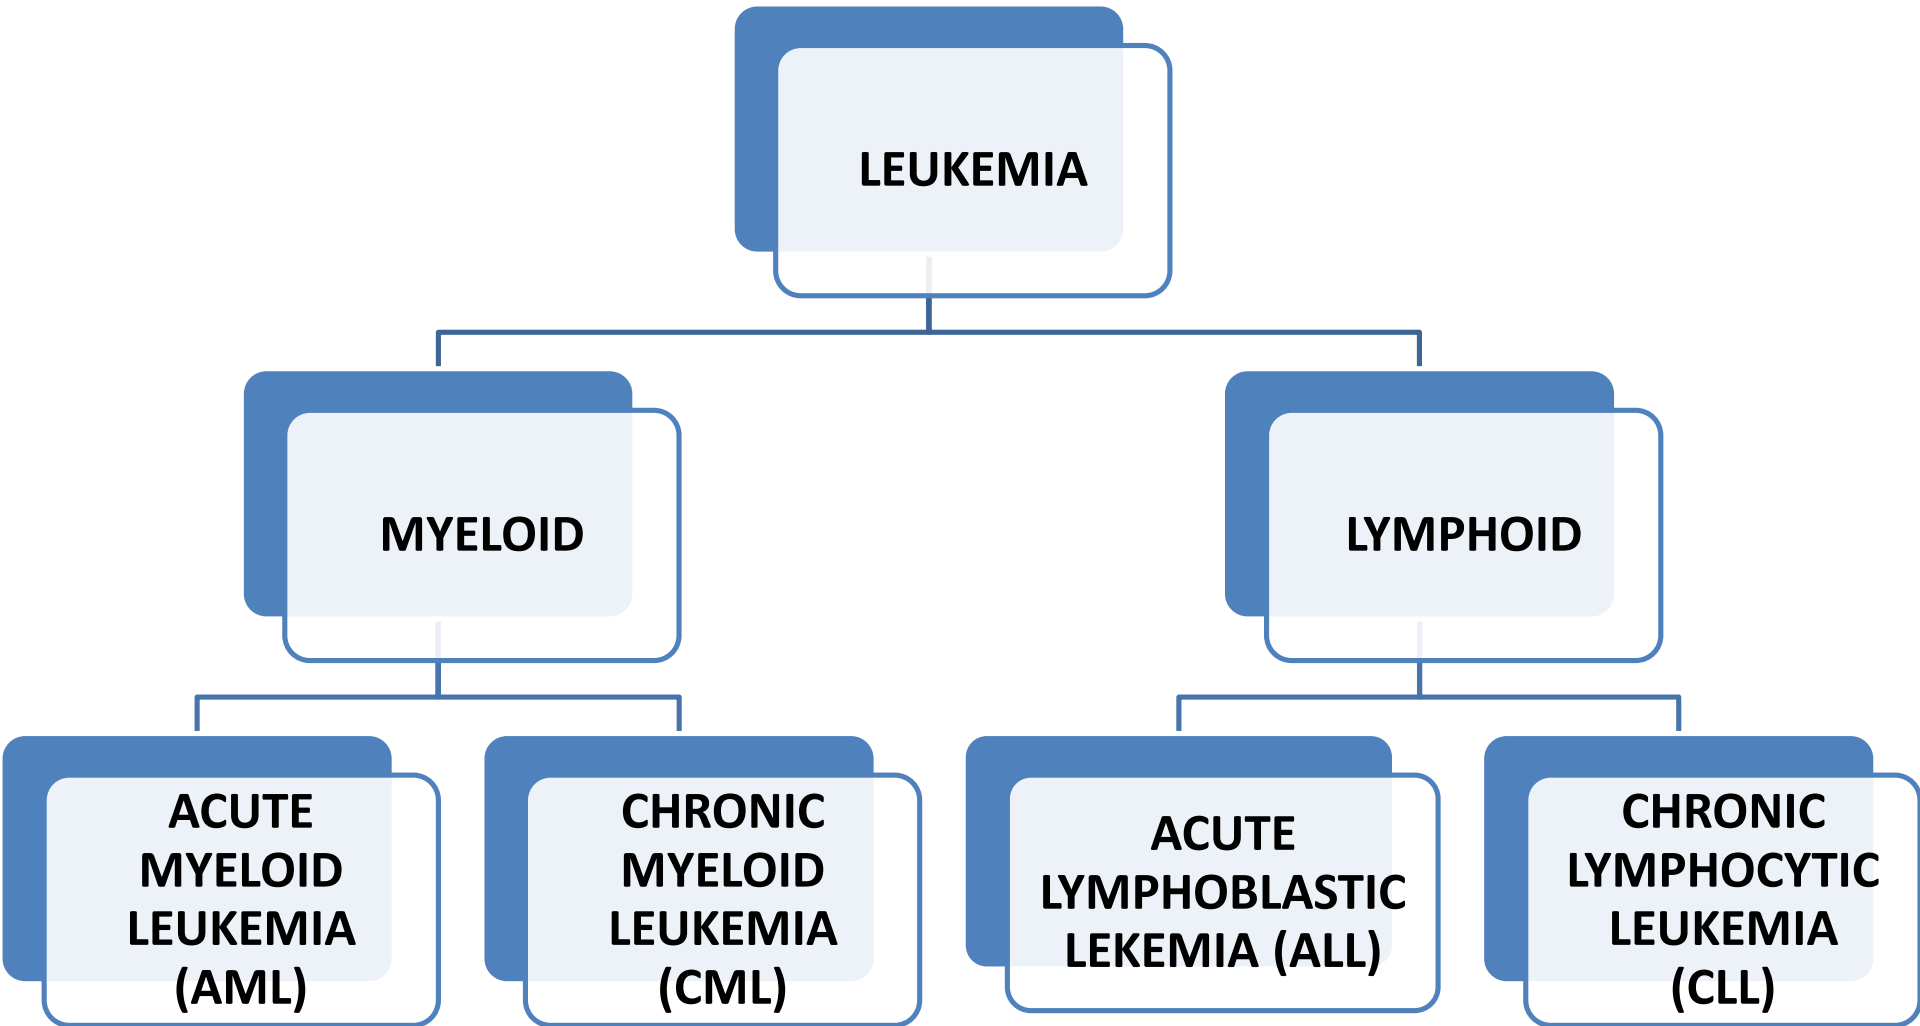 LEUKEMIA
MYELOID
LYMPHOID
ACUTE
MYELOID
LEUKEMIA
(AML)
CHRONIC
MYELOID
LEUKEMIA
(CML)
ACUTE
LYMPHOBLASTIC
LEKEMIA (ALL)
CHRONIC
LYMPHOCYTIC
LEUKEMIA
(CLL)